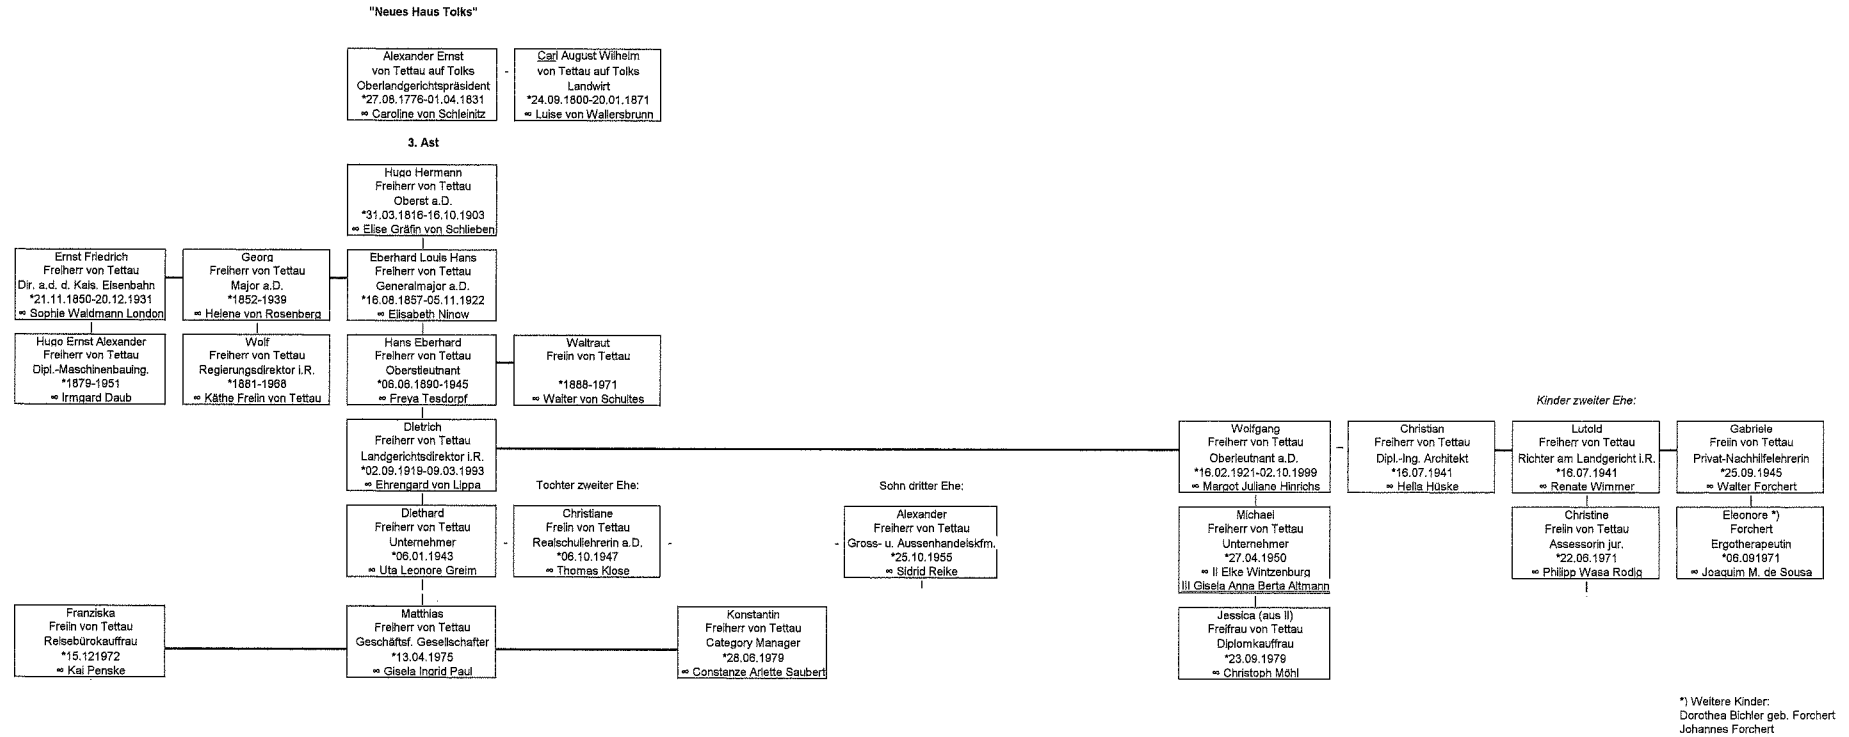 "Neues Haus Tolks"
Alexander Ernst
von Tettau auf Tolks
Oberlandgerichtspräsident
*27.08.1776-01.04.1831
∞ Caroline von Schleinitz
-
Carl August Wilhelm
von Tettau auf Tolks
Landwirt
*24.09.1800-20.01.1871
∞ Luise von Wallersbrunn
3. Ast
Hugo Hermann
Freiherr von Tettau
Oberst a.D.
*31.03.1816-16.10.1903
∞ Elise Gräfin von Schlieben
Ernst Friedrich
Freiherr von Tettau
Dir. a.d. d. Kais. Eisenbahn
*21.11.1850-20.12.1931
∞ Sophie Waldmann London
Georg
Freiherr von Tettau
Major a.D.
*1852-1939
∞ Helene von Rosenberg
Eberhard Louis Hans
Freiherr von Tettau
Generalmajor a.D.
*16.08.1857-05.11.1922
∞ Elisabeth Ninow
Hugo Ernst Alexander
Freiherr von Tettau
Dipl.-Maschinenbauing.
*1879-1951
∞ Irmgard Daub
Wolf
Freiherr von Tettau
Regierungsdirektor i.R.
*1881-1968
∞ Käthe Freiin von Tettau
Hans Eberhard
Freiherr von Tettau
Oberstleutnant
*06.06.1890-1945
∞ Freya Tesdorpf
Waltraut
Freiin von Tettau
*1888-1971
∞ Walter von Schultes
Kinder zweiter Ehe:
Dietrich
Freiherr von Tettau
Landgerichtsdirektor i.R.
*02.09.1919-09.03.1993
∞ Ehrengard von Lippa
Wolfgang
Freiherr von Tettau
Oberleutnant a.D.
*16.02.1921-02.10.1999
∞ Margot Juliane Hinrichs
Christian
Freiherr von Tettau
Dipl.-Ing. Architekt
*16.07.1941
∞ Hella Hüske
Lutold
Freiherr von Tettau
Richter am Landgericht i.R.
*16.07.1941
∞ Renate Wimmer
Gabriele
Freiin von Tettau
Privat-Nachhilfelehrerin
*25.09.1945
∞ Walter Forchert
Tochter zweiter Ehe:
Sohn dritter Ehe:
Diethard
Freiherr von Tettau
Unternehmer
*06.01.1943
∞ Uta Leonore Greim
Christiane
Freiin von Tettau
Realschullehrerin a.D.
*06.10.1947
∞ Thomas Klose
Alexander
Freiherr von Tettau
Gross- u. Aussenhandelskfm.
*25.10.1955
∞ Sidrid Reike
Michael
Freiherr von Tettau
Unternehmer
*27.04.1950
∞ II Elke Wintzenburg
III Gisela Anna Berta Altmann
Christine
Freiin von Tettau
Assessorin jur.
*22.06.1971
∞ Philipp Wasa Rodig
Eleonore *)
Forchert
Ergotherapeutin
*06.091971
∞ Joaquim M. de Sousa
Franziska
Freiin von Tettau
Reisebürokauffrau
*15.121972
∞ Kai Penske
Matthias
Freiherr von Tettau
Geschäftsf. Gesellschafter
*13.04.1975
∞ Gisela Ingrid Paul
Konstantin
Freiherr von Tettau
Category Manager
*28.06.1979
∞ Constanze Arlette Saubert
Jessica (aus II)
Freifrau von Tettau
Diplomkauffrau
*23.09.1979
∞ Christoph Möhl
*) Weitere Kinder:
Dorothea Bichler geb. Forchert
Johannes Forchert